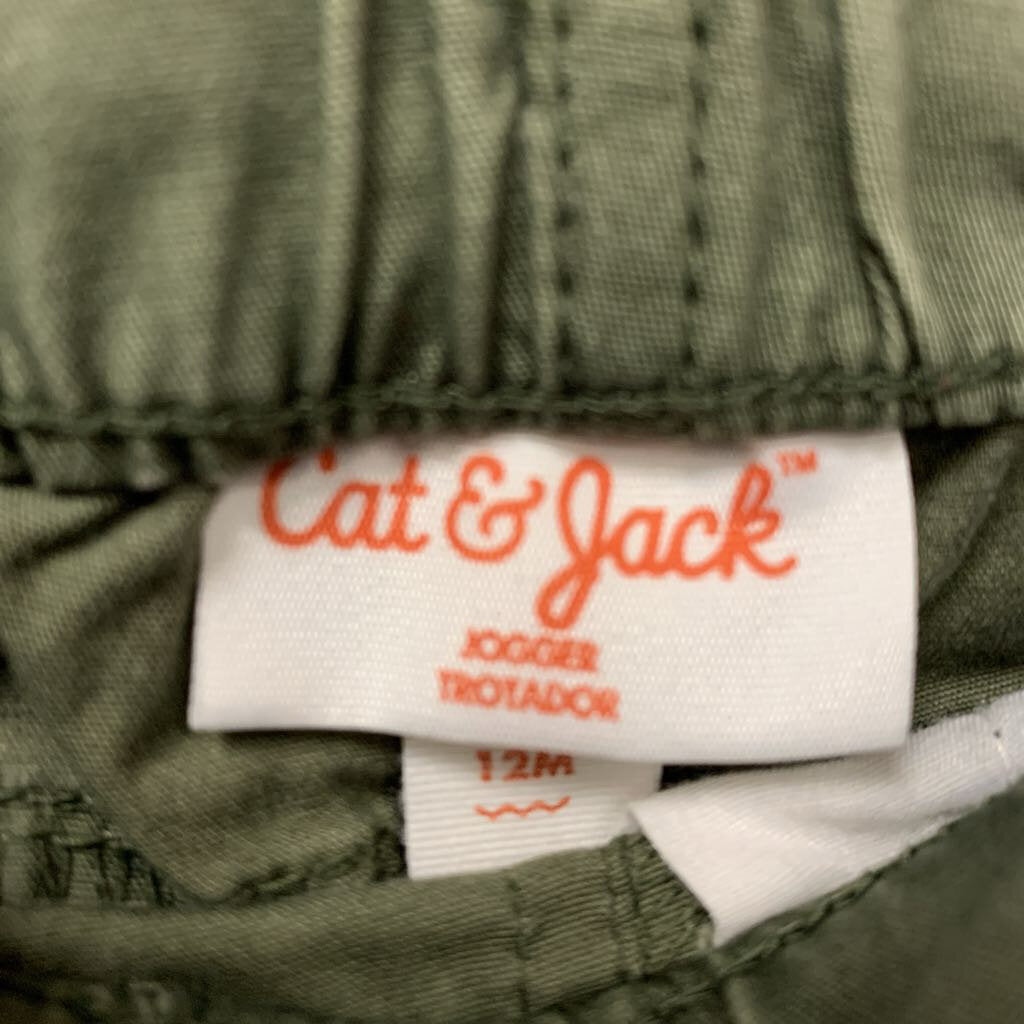 Cat & Jack™
JOGGER
TROTADOR
12M